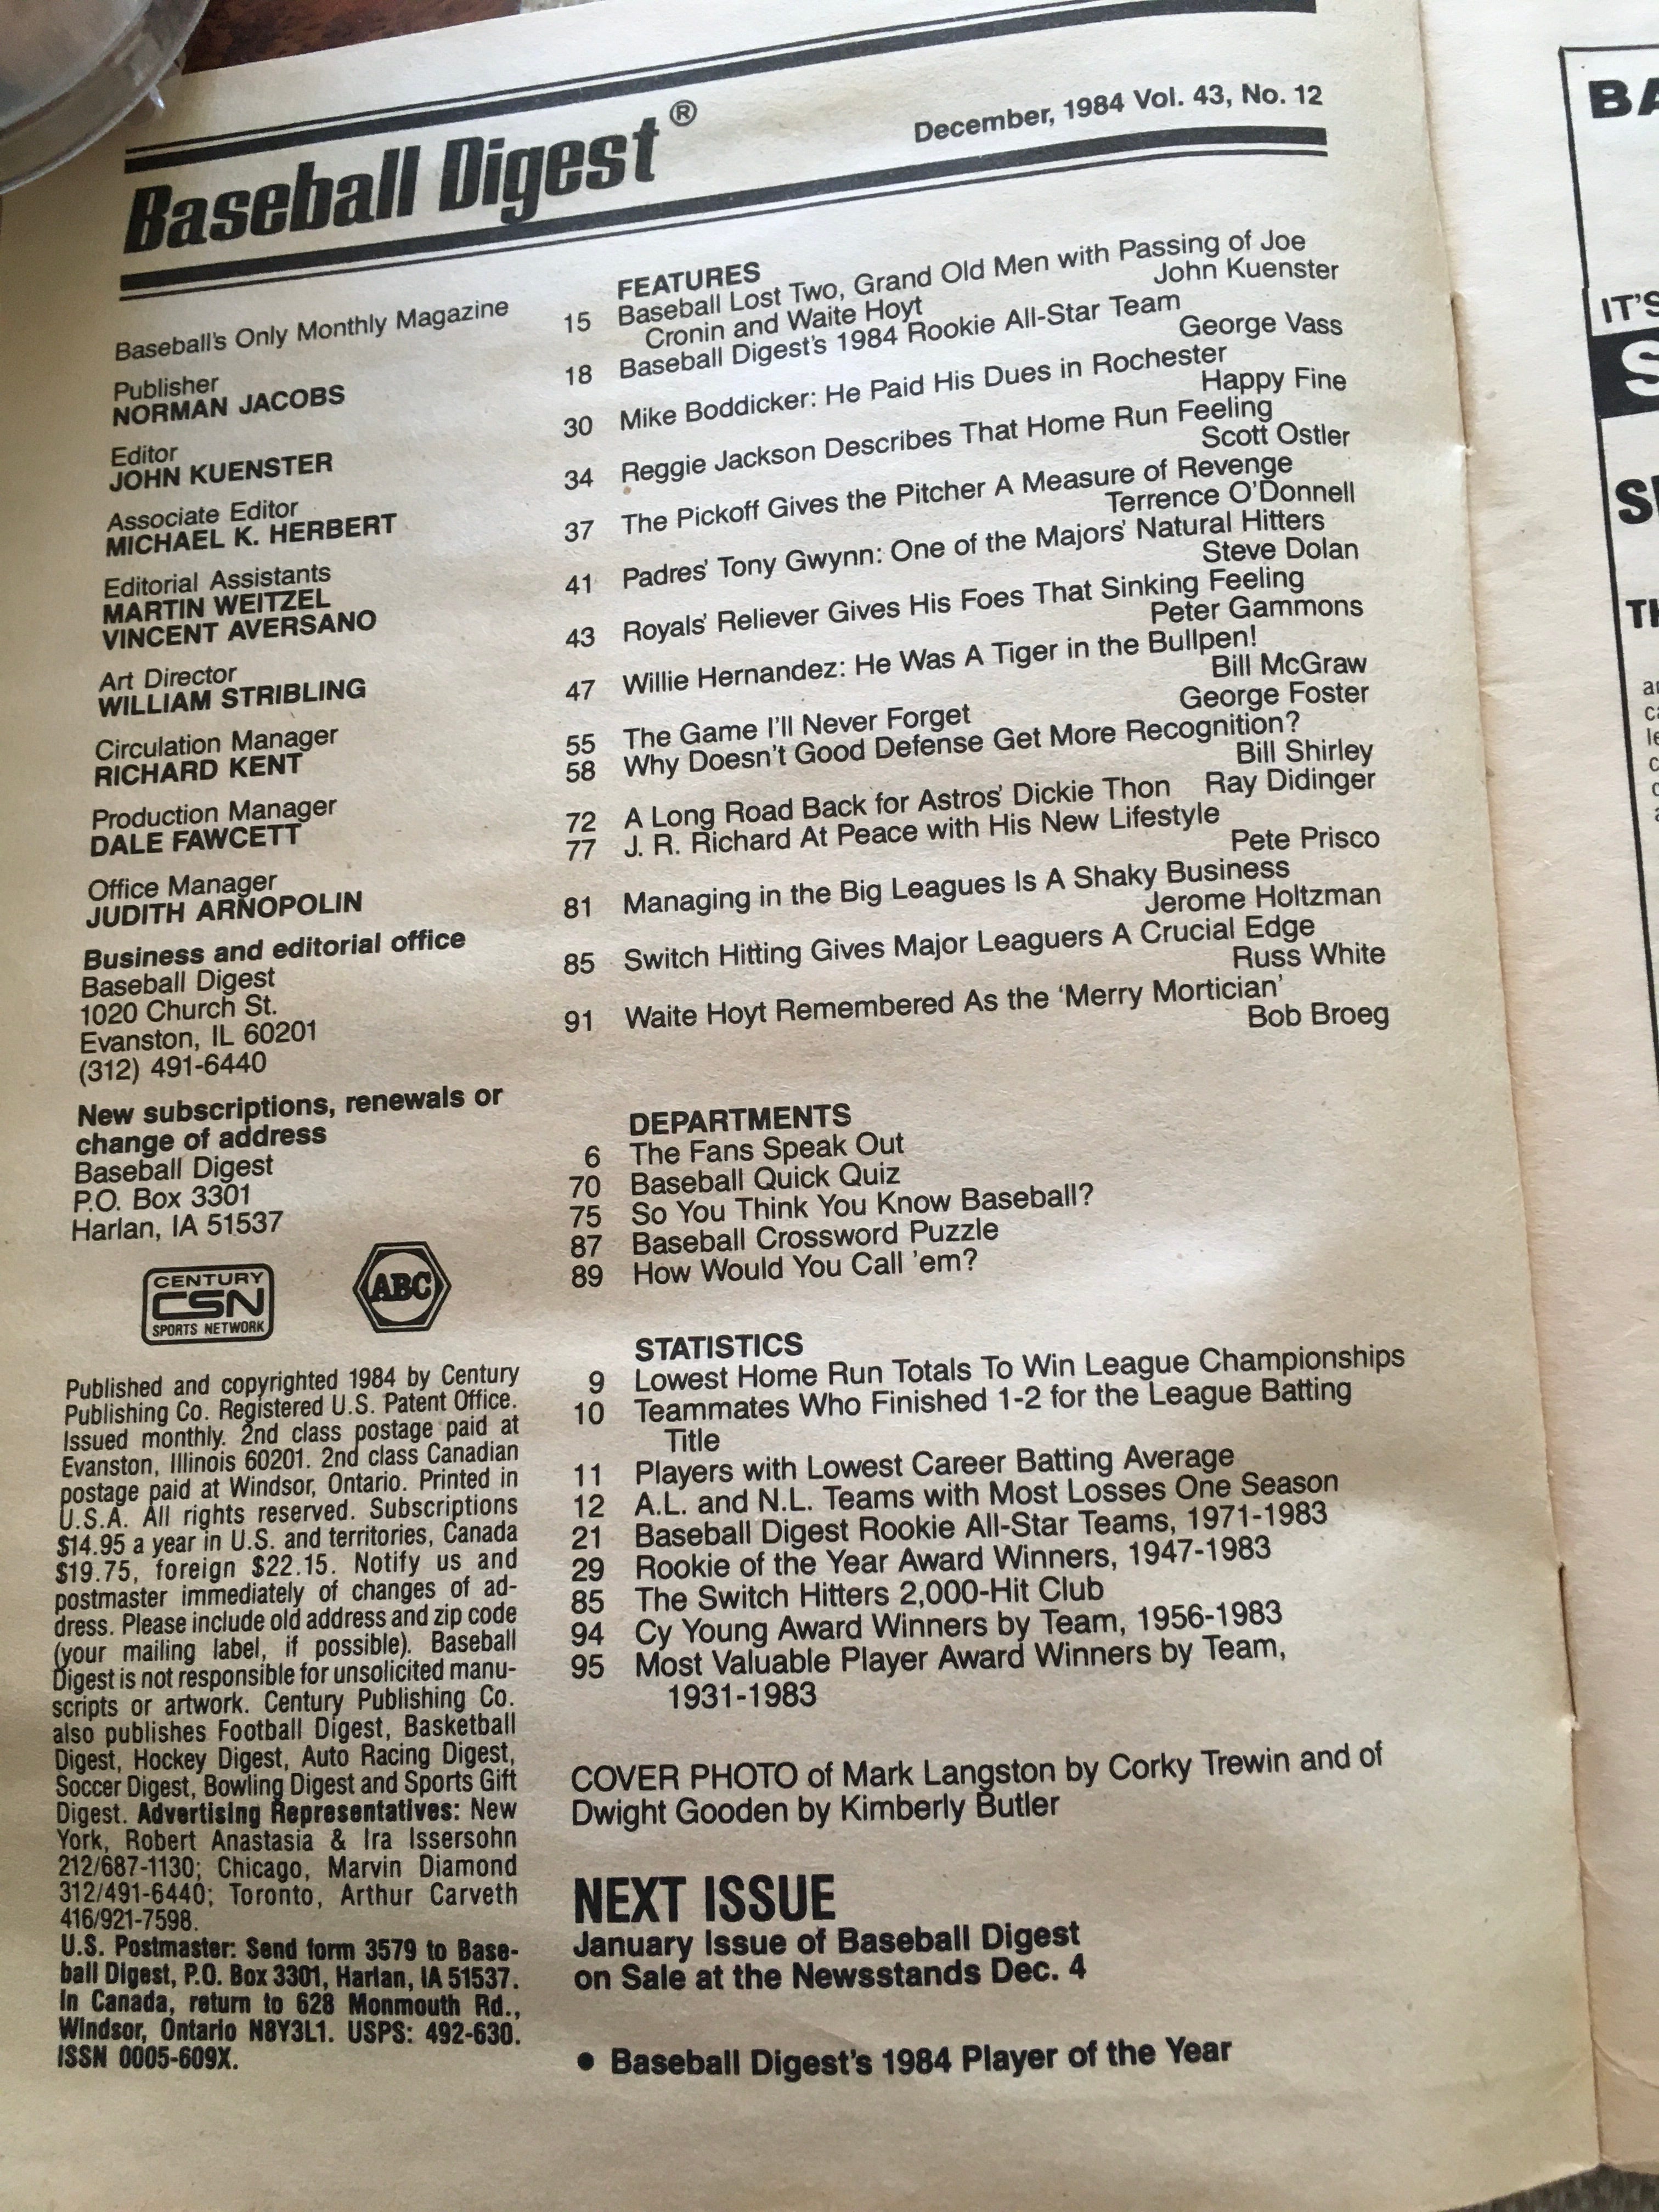 Baseball Digest®
December, 1984 Vol. 43, No. 12
Baseball's Only Monthly Magazine
Publisher
NORMAN JACOBS
Editor
JOHN KUENSTER
Associate Editor
MICHAEL K. HERBERT
Editorial Assistants
MARTIN WEITZEL
VINCENT AVERSANO
Art Director
WILLIAM STRIBLING
Circulation Manager
RICHARD KENT
Production Manager
DALE FAWCETT
Office Manager
JUDITH ARNOPOLIN
Business and editorial office
Baseball Digest
1020 Church St.
Evanston, IL 60201
(312) 491-6440
New subscriptions, renewals or
change of address
Baseball Digest
P.O. Box 3301
Harlan, IA 51537
CENTURY
CSN
SPORTS NETWORK
ABC
Published and copyrighted 1984 by Century
Publishing Co. Registered U.S. Patent Office.
Issued monthly. 2nd class postage paid at
Evanston, Illinois 60201. 2nd class Canadian
postage paid at Windsor, Ontario. Printed in
U.S.A. All rights reserved. Subscriptions
$14.95 a year in U.S. and territories, Canada
$19.75, foreign $22.15. Notify us and
postmaster immediately of changes of ad-
dress. Please include old address and zip code
(your mailing label, if possible). Baseball
Digest is not responsible for unsolicited manu-
scripts or artwork. Century Publishing Co.
also publishes Football Digest, Basketball
Digest, Hockey Digest, Auto Racing Digest,
Soccer Digest, Bowling Digest and Sports Gift
Digest. Advertising Representatives: New
York, Robert Anastasia & Ira Issersohn
212/687-1130; Chicago, Marvin Diamond
312/491-6440; Toronto, Arthur Carveth
416/921-7598.
U.S. Postmaster: Send form 3579 to Base-
ball Digest, P.O. Box 3301, Harlan, IA 51537.
In Canada, return to 628 Monmouth Rd.,
Windsor, Ontario N8Y3L1. USPS: 492-630.
ISSN 0005-609X.
FEATURES
15 Baseball Lost Two, Grand Old Men with Passing of Joe
Cronin and Waite Hoyt John Kuenster
18 Baseball Digest's 1984 Rookie All-Star Team
George Vass
30 Mike Boddicker: He Paid His Dues in Rochester
Happy Fine
34 Reggie Jackson Describes That Home Run Feeling
Scott Ostler
37 The Pickoff Gives the Pitcher A Measure of Revenge
Terrence O'Donnell
41 Padres' Tony Gwynn: One of the Majors' Natural Hitters
Steve Dolan
43 Royals' Reliever Gives His Foes That Sinking Feeling
Peter Gammons
47 Willie Hernandez: He Was A Tiger in the Bullpen!
Bill McGraw
55 The Game I'll Never Forget George Foster
58 Why Doesn't Good Defense Get More Recognition?
Bill Shirley
72 A Long Road Back for Astros' Dickie Thon Ray Didinger
77 J. R. Richard At Peace with His New Lifestyle
Pete Prisco
81 Managing in the Big Leagues Is A Shaky Business
Jerome Holtzman
85 Switch Hitting Gives Major Leaguers A Crucial Edge
Russ White
91 Waite Hoyt Remembered As the 'Merry Mortician'
Bob Broeg
DEPARTMENTS
6 The Fans Speak Out
70 Baseball Quick Quiz
75 So You Think You Know Baseball?
87 Baseball Crossword Puzzle
89 How Would You Call 'em?
STATISTICS
9 Lowest Home Run Totals To Win League Championships
10 Teammates Who Finished 1-2 for the League Batting
Title
11 Players with Lowest Career Batting Average
12 A.L. and N.L. Teams with Most Losses One Season
21 Baseball Digest Rookie All-Star Teams, 1971-1983
29 Rookie of the Year Award Winners, 1947-1983
85 The Switch Hitters 2,000-Hit Club
94 Cy Young Award Winners by Team, 1956-1983
95 Most Valuable Player Award Winners by Team,
1931-1983
COVER PHOTO of Mark Langston by Corky Trewin and of
Dwight Gooden by Kimberly Butler
NEXT ISSUE
January Issue of Baseball Digest
on Sale at the Newsstands Dec. 4
• Baseball Digest's 1984 Player of the Year
IT'S